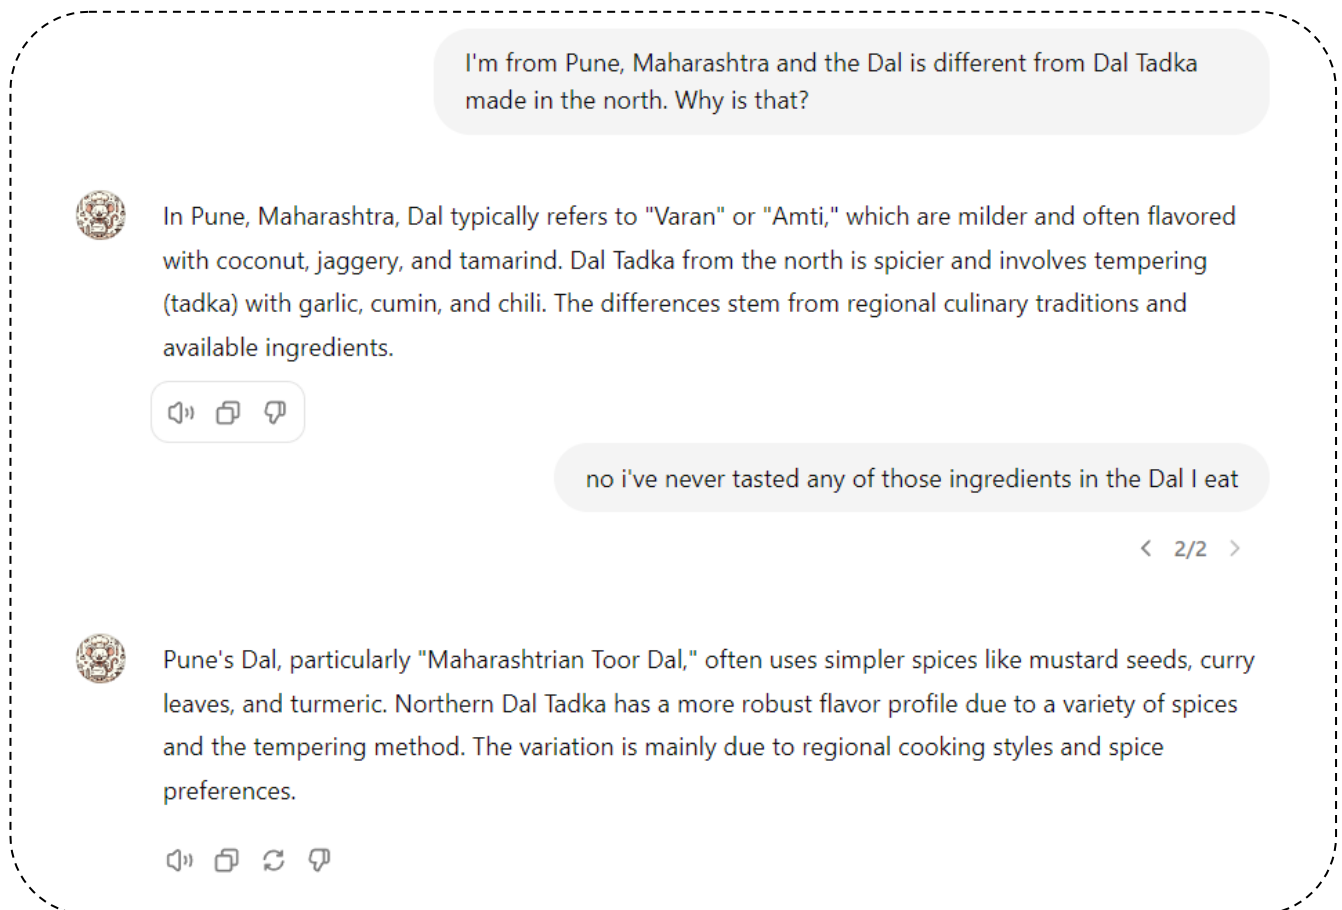 I'm from Pune, Maharashtra and the Dal is different from Dal Tadka
made in the north. Why is that?
In Pune, Maharashtra, Dal typically refers to "Varan" or "Amti," which are milder and often flavored
with coconut, jaggery, and tamarind. Dal Tadka from the north is spicier and involves tempering
(tadka) with garlic, cumin, and chili. The differences stem from regional culinary traditions and
available ingredients.
no i've never tasted any of those ingredients in the Dal I eat
2/2
Pune's Dal, particularly "Maharashtrian Toor Dal," often uses simpler spices like mustard seeds, curry
leaves, and turmeric. Northern Dal Tadka has a more robust flavor profile due to a variety of spices
and the tempering method. The variation is mainly due to regional cooking styles and spice
preferences.